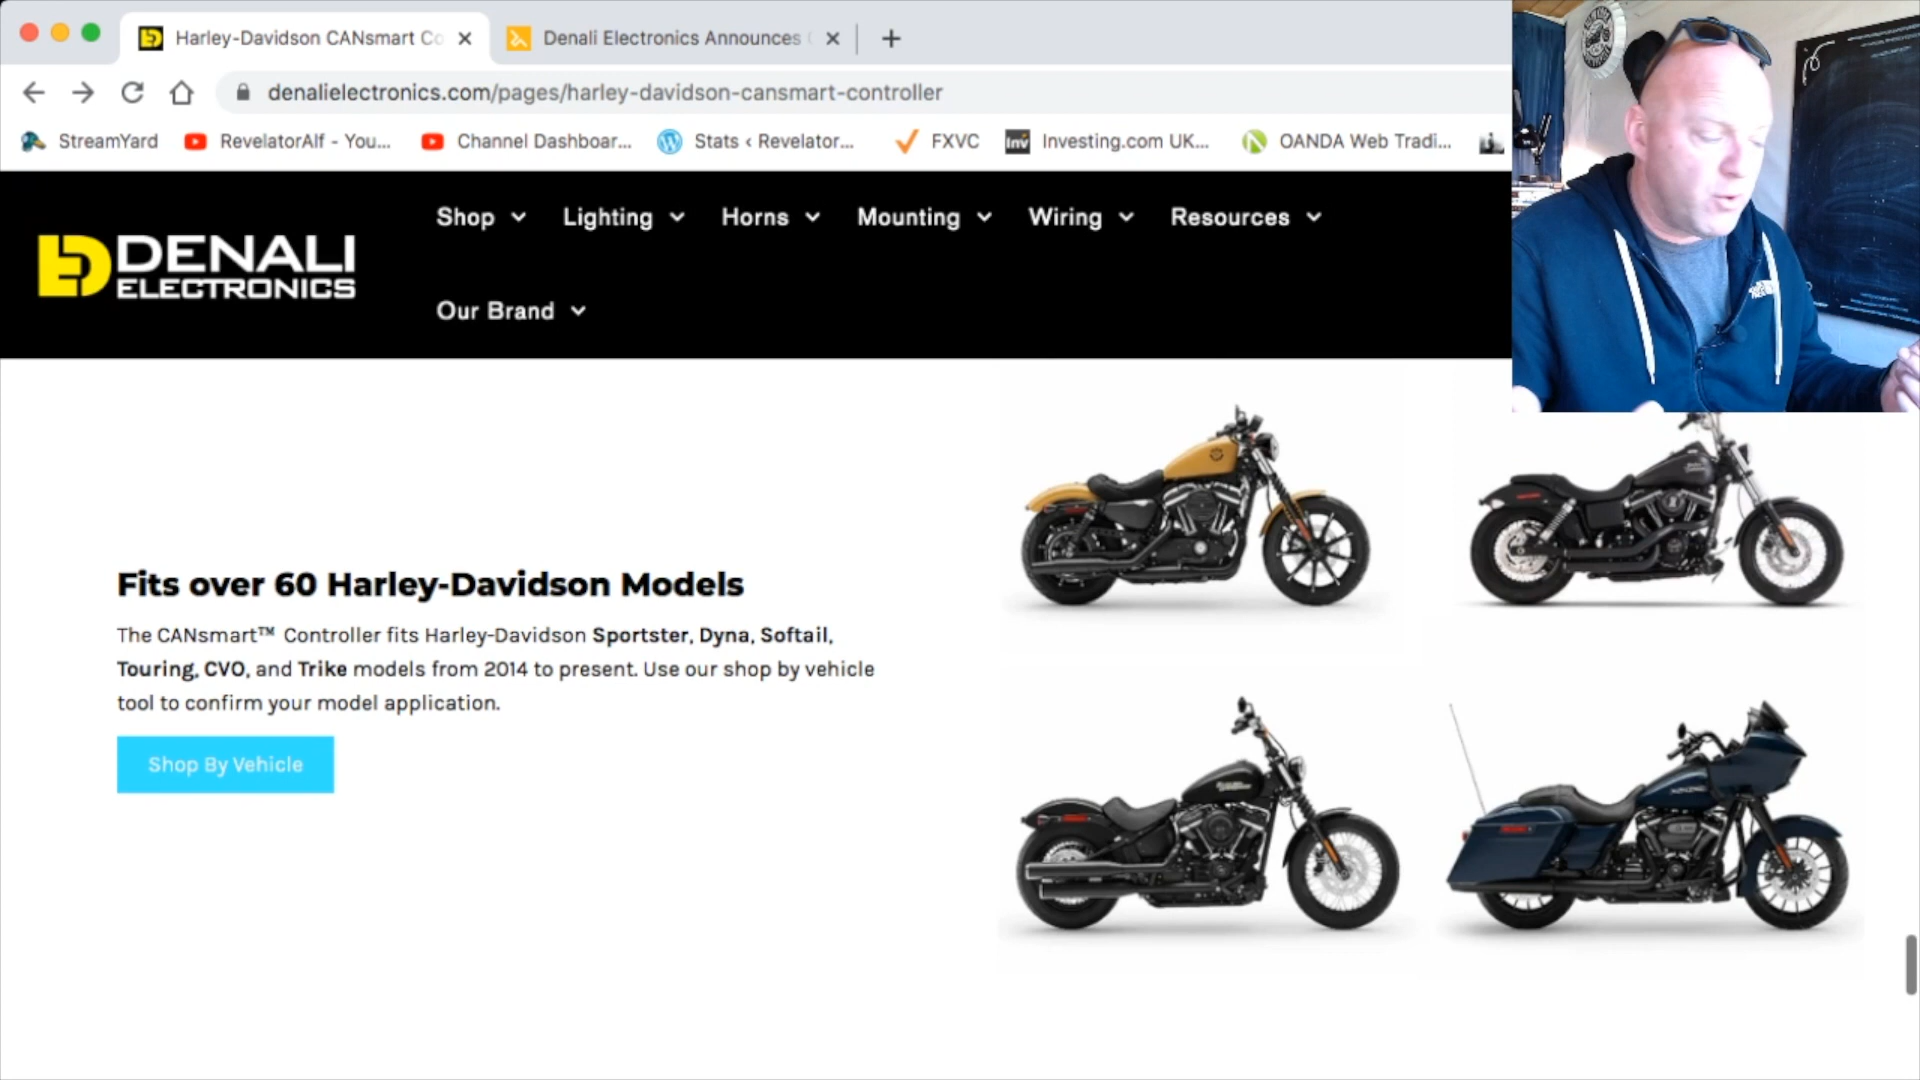 Harley-Davidson CANsmart Co
Denali Electronics Announces
denalielectronics.com/pages/harley-davidson-cansmart-controller
StreamYard
RevelatorAlf - You...
Channel Dashboar...
Stats ‹ Revelator...
FXVC
Inv
Investing.com UK...
OANDA Web Tradi...
DENALI
ELECTRONICS
Shop
Lighting
Horns
Mounting
Wiring
Resources
Our Brand
Fits over 60 Harley-Davidson Models
The CANsmart™ Controller fits Harley-Davidson Sportster, Dyna, Softail,
Touring, CVO, and Trike models from 2014 to present. Use our shop by vehicle
tool to confirm your model application.
Shop By Vehicle